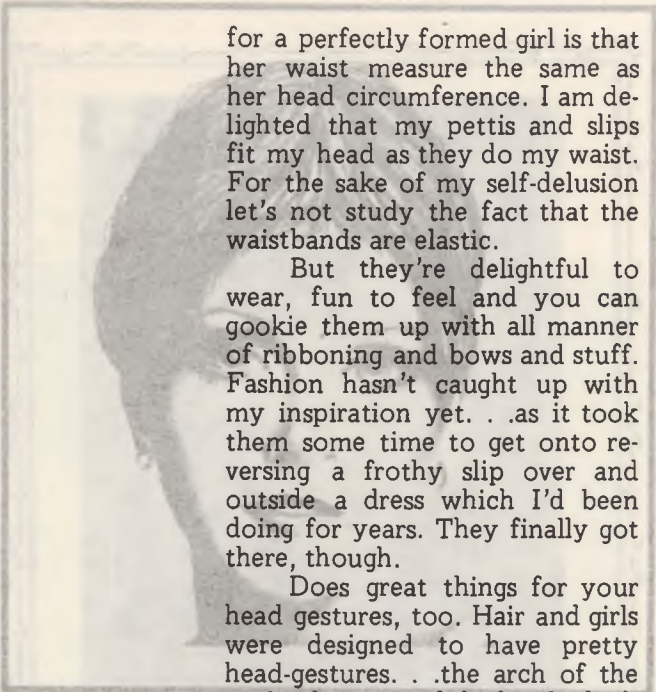 for a perfectly formed girl is that
her waist measure the same as
her head circumference. I am de-
lighted that my pettis and slips
fit my head as they do my waist.
For the sake of my self-delusion
let's not study the fact that the
waistbands are elastic.
But they're delightful to
wear, fun to feel and you can
gookie them up with all manner
of ribboning and bows and stuff.
Fashion hasn't caught up with
my inspiration yet. . .as it took
them some time to get onto re-
versing a frothy slip over and
outside a dress which I'd been
doing for years. They finally got
there, though.
Does great things for your
head gestures, too. Hair and girls
were designed to have pretty
head-gestures. . .the arch of the